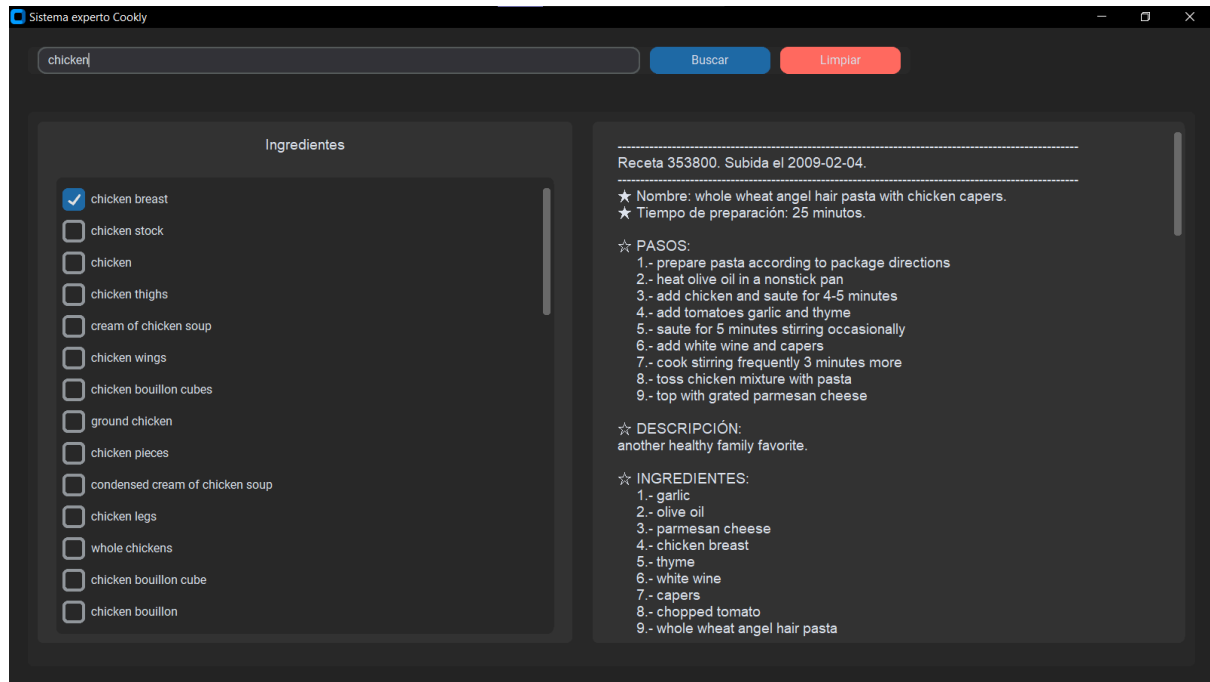 Sistema experto Cookly
chicken
Buscar
Limpiar
Ingredientes
chicken breast
chicken stock
chicken
chicken thighs
cream of chicken soup
chicken wings
chicken bouillon cubes
ground chicken
chicken pieces
condensed cream of chicken soup
chicken legs
whole chickens
chicken bouillon cube
chicken bouillon
--------------------------------------------------------------------------------------------------------
Receta 353800. Subida el 2009-02-04.
--------------------------------------------------------------------------------------------------------
★ Nombre: whole wheat angel hair pasta with chicken capers.
★ Tiempo de preparación: 25 minutos.
☆ PASOS:
1.- prepare pasta according to package directions
2.- heat olive oil in a nonstick pan
3.- add chicken and saute for 4-5 minutes
4.- add tomatoes garlic and thyme
5.- saute for 5 minutes stirring occasionally
6.- add white wine and capers
7.- cook stirring frequently 3 minutes more
8.- toss chicken mixture with pasta
9.- top with grated parmesan cheese
☆ DESCRIPCIÓN:
another healthy family favorite.
☆ INGREDIENTES:
1.- garlic
2.- olive oil
3.- parmesan cheese
4.- chicken breast
5.- thyme
6.- white wine
7.- capers
8.- chopped tomato
9.- whole wheat angel hair pasta